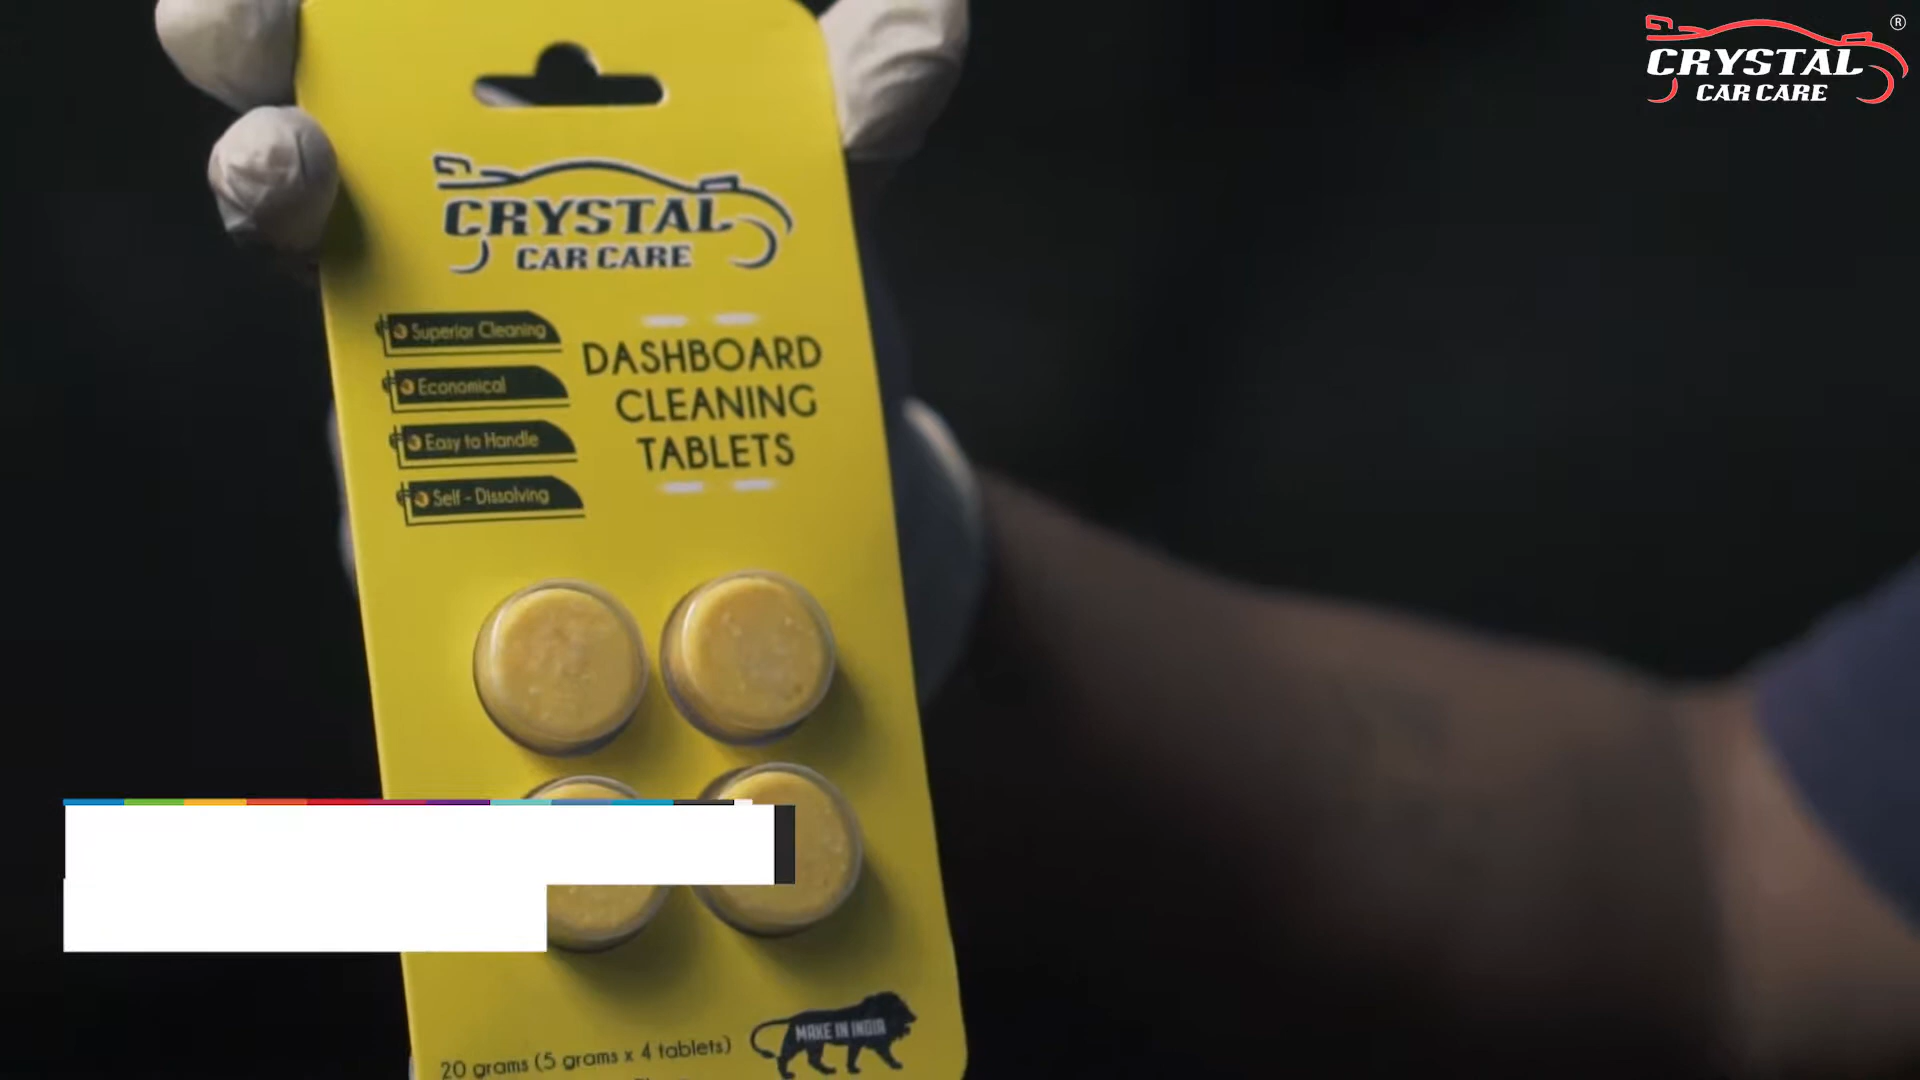 CRYSTAL ®
CAR CARE
CRYSTAL
CAR CARE
Superior Cleaning
Economical
Easy to Handle
Self - Dissolving
DASHBOARD
CLEANING
TABLETS
MAKE IN INDIA
20 grams (5 grams x 4 tablets)